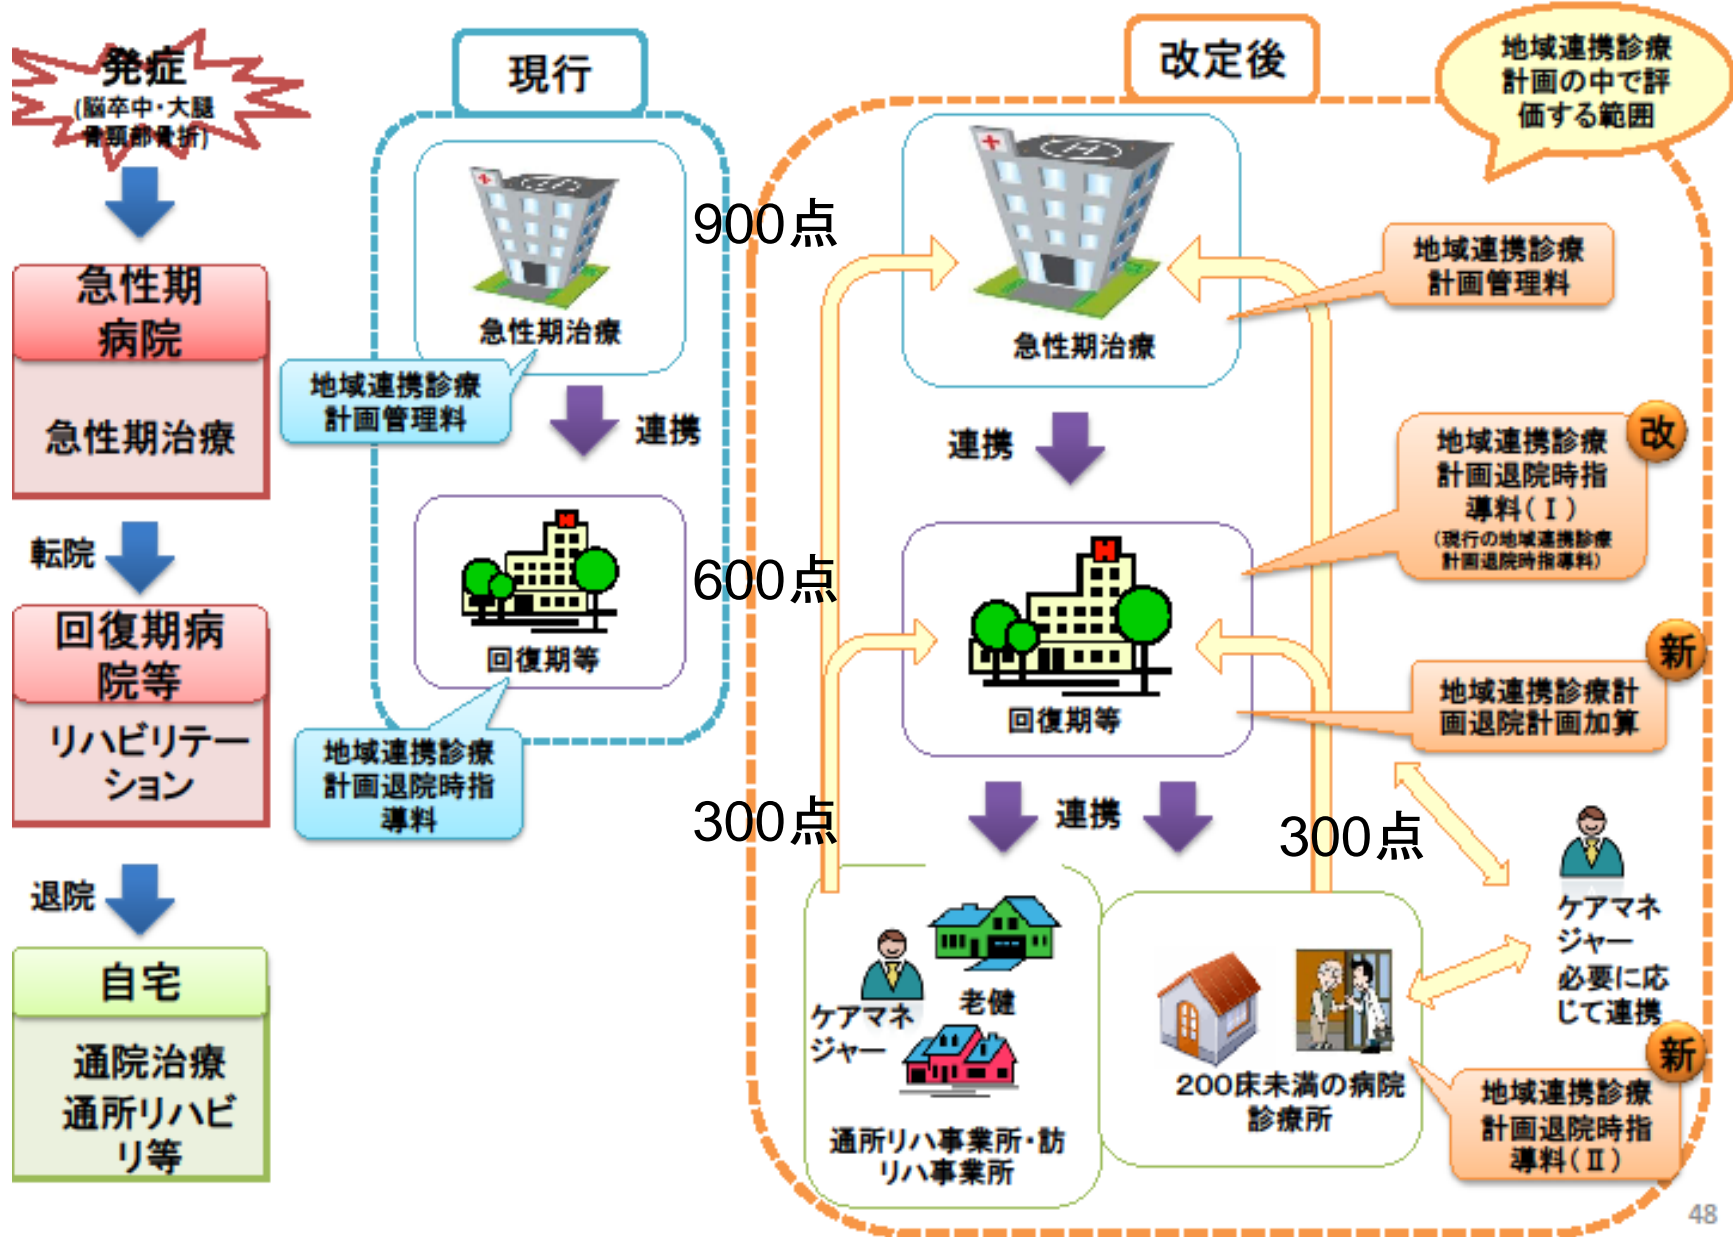 発症
(脳卒中・大腿
骨頸部骨折)
急性期
病院
急性期治療
転院
回復期病
院等
リハビリテー
ション
退院
自宅
通院治療
通所リハビ
リ等
現行
急性期治療
地域連携診療
計画管理料
連携
回復期等
地域連携診療
計画退院時指
導料
900点
600点
300点
改定後
地域連携診療
計画の中で評
価する範囲
急性期治療
地域連携診療
計画管理料
連携
地域連携診療
計画退院時指
導料(Ⅰ)
(現行の地域連携診療
計画退院時指導料)
改
回復期等
新
地域連携診療計
画退院計画加算
連携
300点
ケアマネ
ジャー
老健
通所リハ事業所・訪
リハ事業所
200床未満の病院
診療所
ケアマネ
ジャー
必要に応
じて連携
新
地域連携診療
計画退院時指
導料(Ⅱ)
48